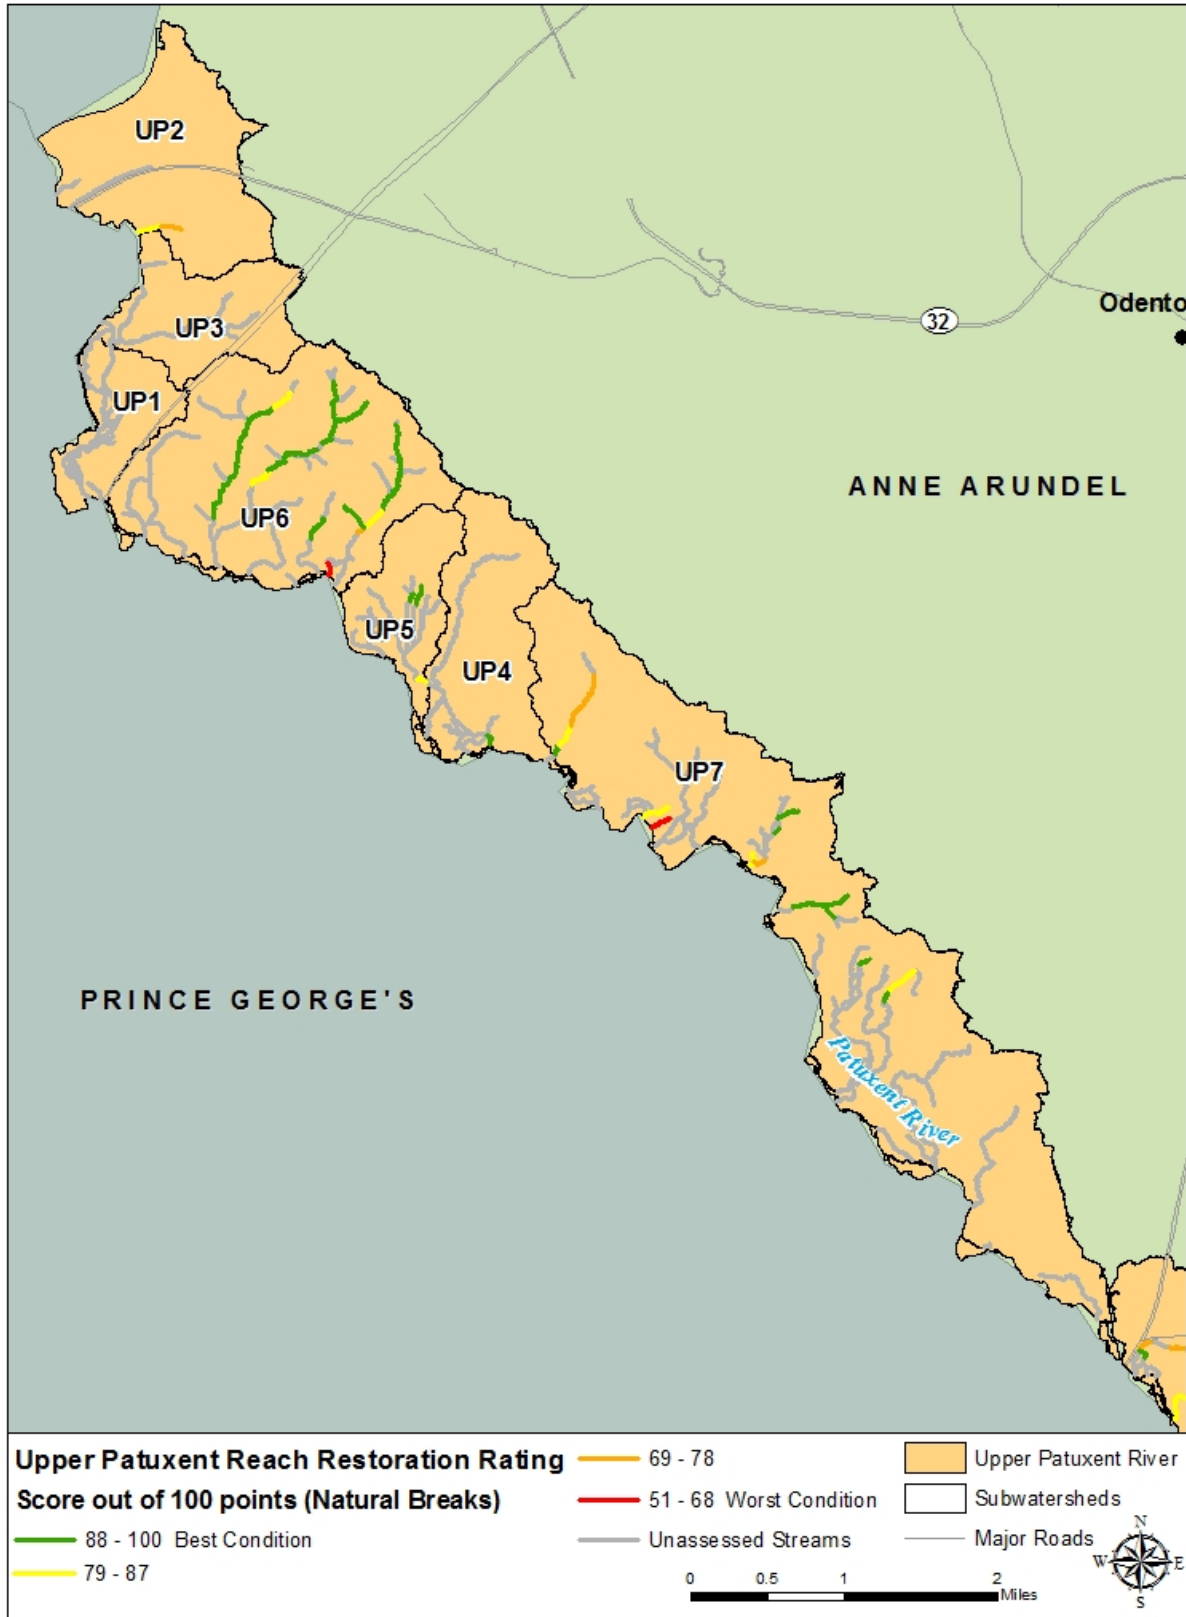 UP2
UP3
32
Odento
UP1
ANNE ARUNDEL
UP6
UP5
UP4
UP7
PRINCE GEORGE'S
Patuxent River
Upper Patuxent Reach Restoration Rating
Score out of 100 points (Natural Breaks)
88 - 100 Best Condition
79 - 87
69 - 78
51 - 68 Worst Condition
Unassessed Streams
Upper Patuxent River
Subwatersheds
Major Roads
N
W E
S
0 0.5 1 2
Miles